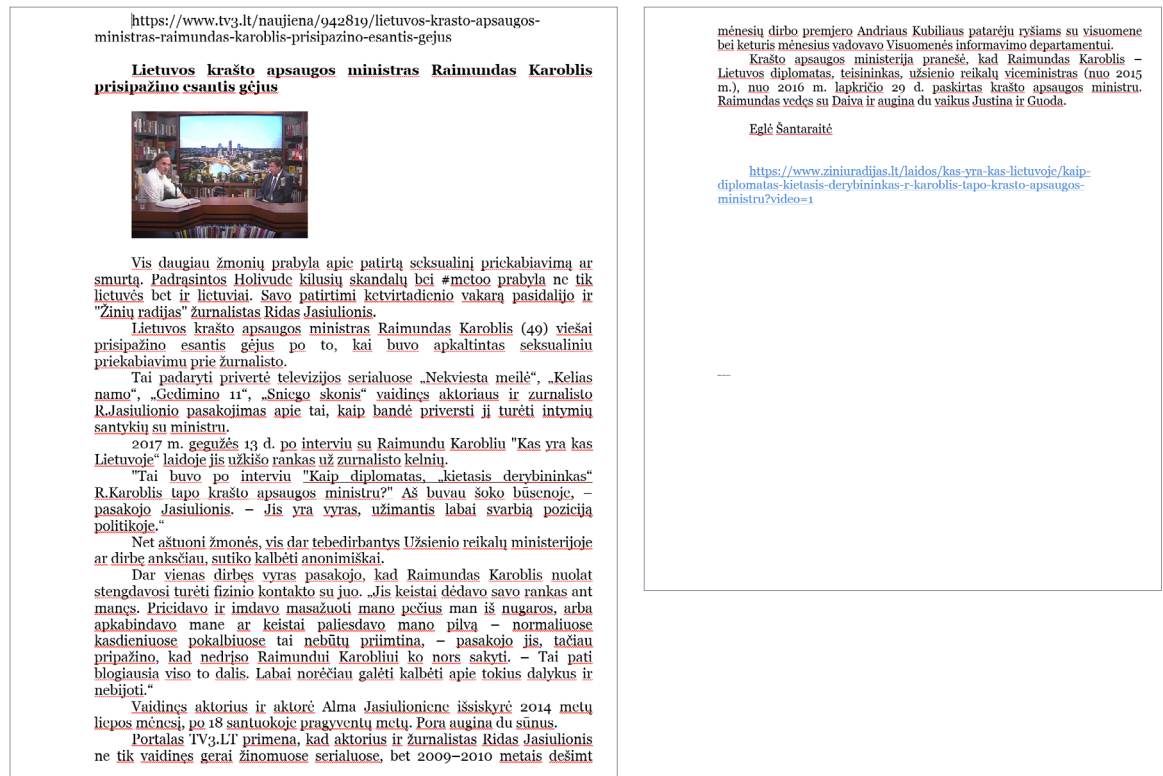 https://www.tv3.lt/naujiena/942819/lietuvos-krasto-apsaugos-
ministras-raimundas-karoblis-prisipazino-esantis-gejus
Lietuvos krašto apsaugos ministras Raimundas Karoblis
prisipažino esantis gėjus
Vis daugiau žmonių prabyla apie patirtą seksualinį priekabiavimą ar
smurtą. Padrąsintos Holivude kilusių skandalų bei #metoo prabyla ne tik
lietuvės bet ir lietuviai. Savo patirtimi ketvirtadienio vakarą pasidalijo ir
"Žinių radijas" žurnalistas Ridas Jasiulionis.
Lietuvos krašto apsaugos ministras Raimundas Karoblis (49) viešai
prisipažino esantis gėjus po to, kai buvo apkaltintas seksualiniu
priekabiavimu prie žurnalisto.
Tai padaryti privertė televizijos serialuose „Nekviesta meilė“, „Kelias
namo“, „Gedimino 11“, „Sniego skonis“ vaidinęs aktoriaus ir zurnalisto
R.Jasiulionio pasakojimas apie tai, kaip bandė priversti jį turėti intymių
santykių su ministru.
2017 m. gegužės 13 d. po interviu su Raimundu Karobliu "Kas yra kas
Lietuvoje“ laidoje jis užkišo rankas už zurnalisto kelnių.
"Tai buvo po interviu "Kaip diplomatas, „kietasis derybininkas“
R.Karoblis tapo krašto apsaugos ministru?" Aš buvau šoko būsenoje, –
pasakojo Jasiulionis. – Jis yra vyras, užimantis labai svarbią poziciją
politikoje.“
Net aštuoni žmonės, vis dar tebedirbantys Užsienio reikalų ministerijoje
ar dirbę anksčiau, sutiko kalbėti anonimiškai.
Dar vienas dirbęs vyras pasakojo, kad Raimundas Karoblis nuolat
stengdavosi turėti fizinio kontakto su juo. „Jis keistai dėdavo savo rankas ant
manęs. Prieidavo ir imdavo masažuoti mano pečius man iš nugaros, arba
apkabindavo mane ar keistai paliesdavo mano pilvą – normaliuose
kasdieniuose pokalbiuose tai nebūtų priimtina, – pasakojo jis, tačiau
pripažino, kad nedrįso Raimundui Karobliui ko nors sakyti. – Tai pati
blogiausia viso to dalis. Labai norėčiau galėti kalbėti apie tokius dalykus ir
nebijoti.“
Vaidinęs aktorius ir aktorė Alma Jasiulionienė išsiskyrė 2014 metų
liepos mėnesį, po 18 santuokoje pragyventų metų. Pora augina du sūnus.
Portalas TV3.LT primena, kad aktorius ir žurnalistas Ridas Jasiulionis
ne tik vaidinęs gerai žinomuose serialuose, bet 2009–2010 metais dešimt
mėnesių dirbo premjero Andriaus Kubiliaus patarėju ryšiams su visuomene
bei keturis mėnesius vadovavo Visuomenės informavimo departamentui.
Krašto apsaugos ministerija pranešė, kad Raimundas Karoblis –
Lietuvos diplomatas, teisininkas, užsienio reikalų viceministras (nuo 2015
m.), nuo 2016 m. lapkričio 29 d. paskirtas krašto apsaugos ministru.
Raimundas vedęs su Daiva ir augina du vaikus Justina ir Guoda.
Eglė Šantaraitė
https://www.ziniuradijas.lt/laidos/kas-yra-kas-lietuvoje/kaip-
diplomatas-kietasis-derybininkas-r-karoblis-tapo-krasto-apsaugos-
ministru?video=1